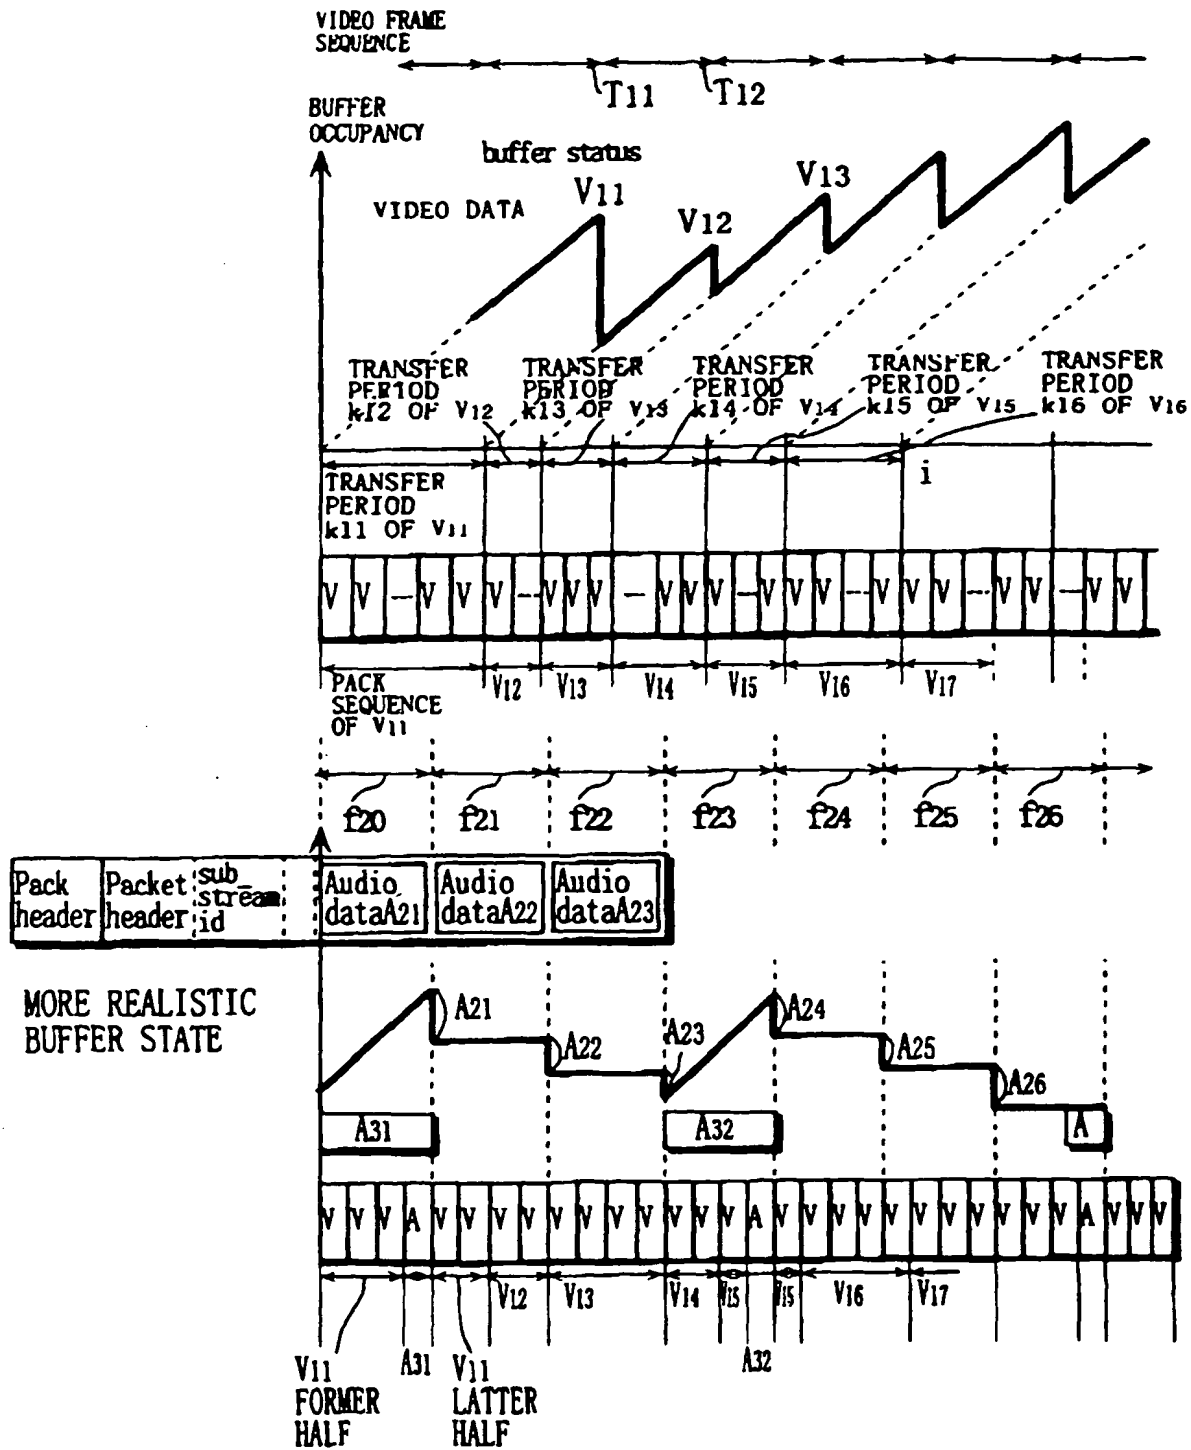 VIDEO FRAME
SEQUENCE
T11 T12
BUFFER
OCCUPANCY
buffer status
VIDEO DATA
V11
V12
V13
TRANSFER
PERIOD
k12 OF V12
TRANSFER
PERIOD
k13 OF V13
TRANSFER
PERIOD
k14 OF V14
TRANSFER
PERIOD
k15 OF V15
TRANSFER
PERIOD
k16 OF V16
i
TRANSFER
PERIOD
k11 OF V11
V V — V V V -- V V V — V V V — V V V --- V V V --- V V — V V
PACK
SEQUENCE
OF V11
V12 V13 V14 V15 V16 V17
f20 f21 f22 f23 f24 f25 f26
Pack
header
Packet
header
sub
stream
id
Audio
dataA21
Audio
dataA22
Audio
dataA23
MORE REALISTIC
BUFFER STATE
A21
A22
A23
A24
A25
A26
A31
A32
A
V V V A V V V V V V V V V V V A V V V V V V V V V V V A V V V
V12 V13 V14 V15 V15 V16 V17
A31
A32
V11
FORMER
HALF
V11
LATTER
HALF